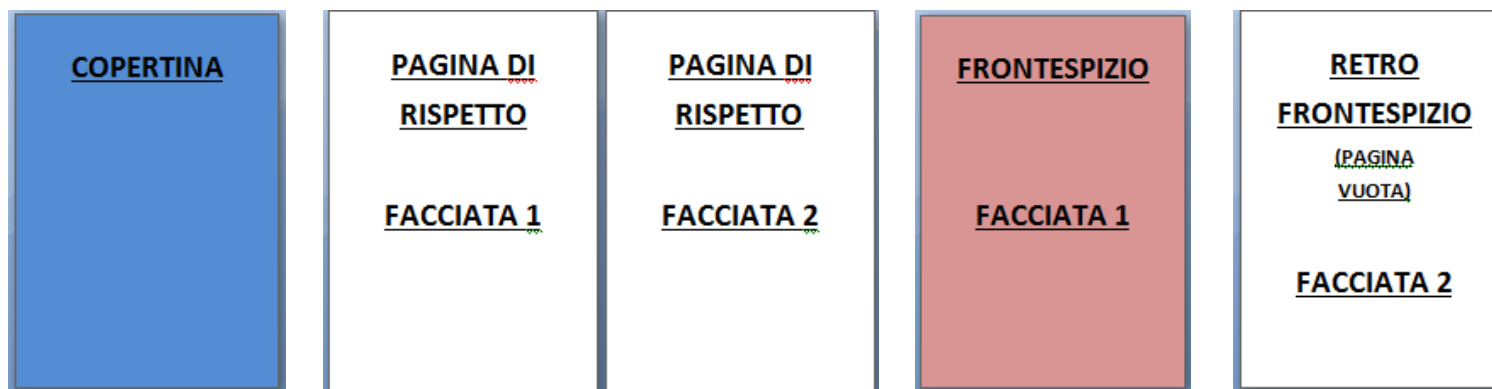 COPERTINA
PAGINA DI
RISPETTO
FACCIATA 1
PAGINA DI
RISPETTO
FACCIATA 2
FRONTESPIZIO
FACCIATA 1
RETRO
FRONTESPIZIO
(PAGINA
VUOTA)
FACCIATA 2